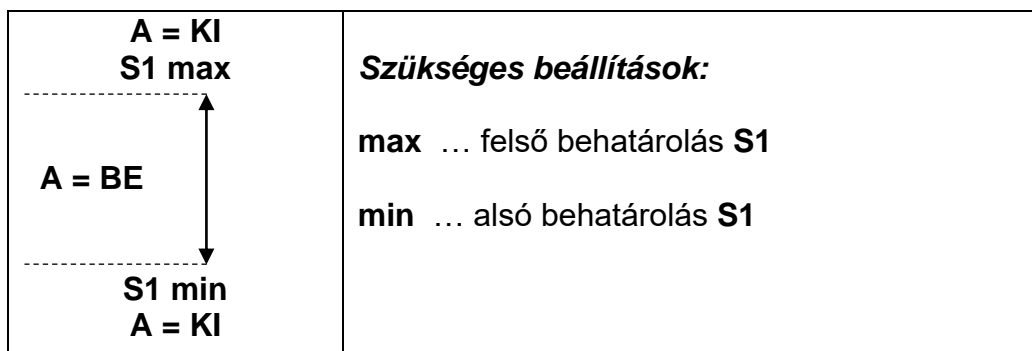 A = KI
S1 max
A = BE
S1 min
A = KI
Szükséges beállítások:
max … felső behatárolás S1
min … alsó behatárolás S1